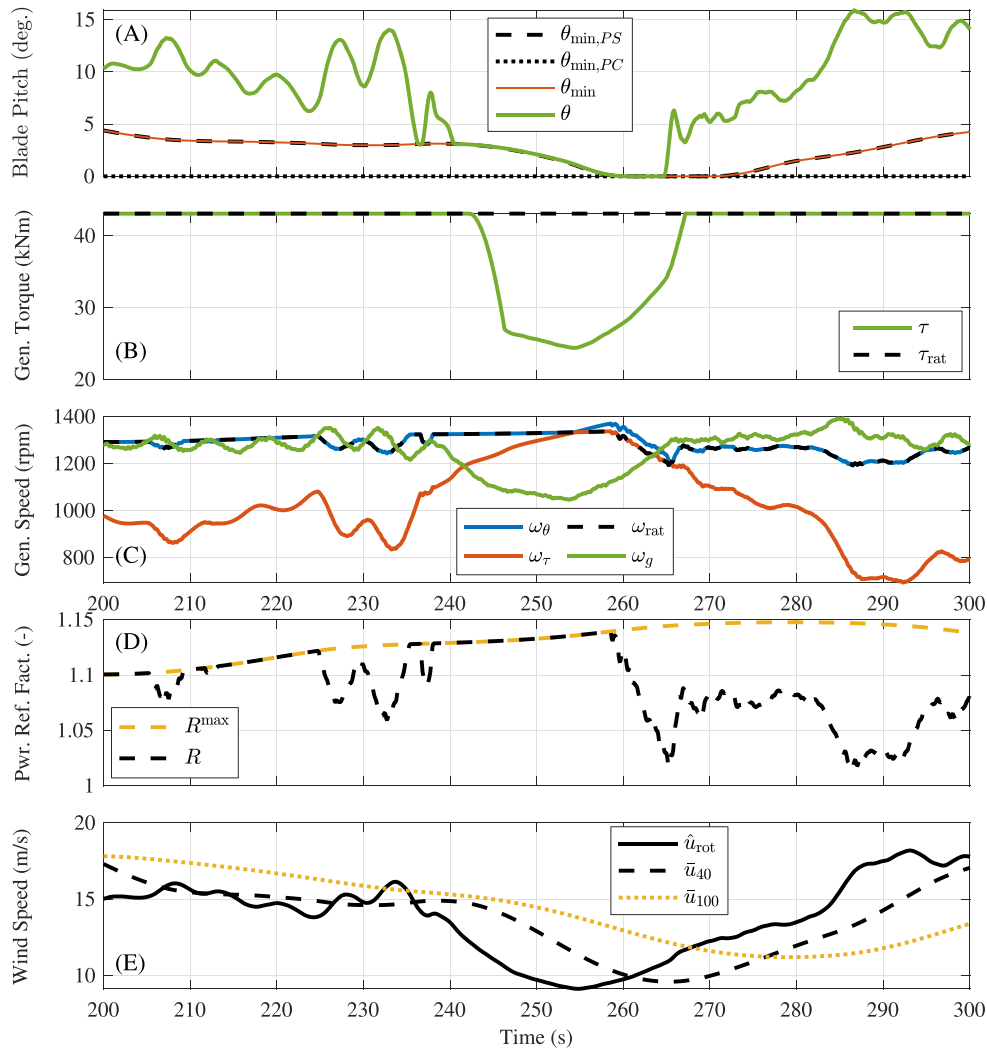 Blade Pitch (deg.)
15
10
5
0
(A)
θmin,PS
θmin,PC
θmin
θ
Gen. Torque (kNm)
40
30
20
(B)
τ
τrat
Gen. Speed (rpm)
1400
1200
1000
800
(C)
ωθ
ωrat
ωτ
ωg
200 210 220 230 240 250 260 270 280 290 300
Pwr. Ref. Fact. (-)
1.15
1.1
1.05
1
(D)
Rmax
R
Wind Speed (m/s)
20
15
10
(E)
ûrot
ū40
ū100
200 210 220 230 240 250 260 270 280 290 300
Time (s)